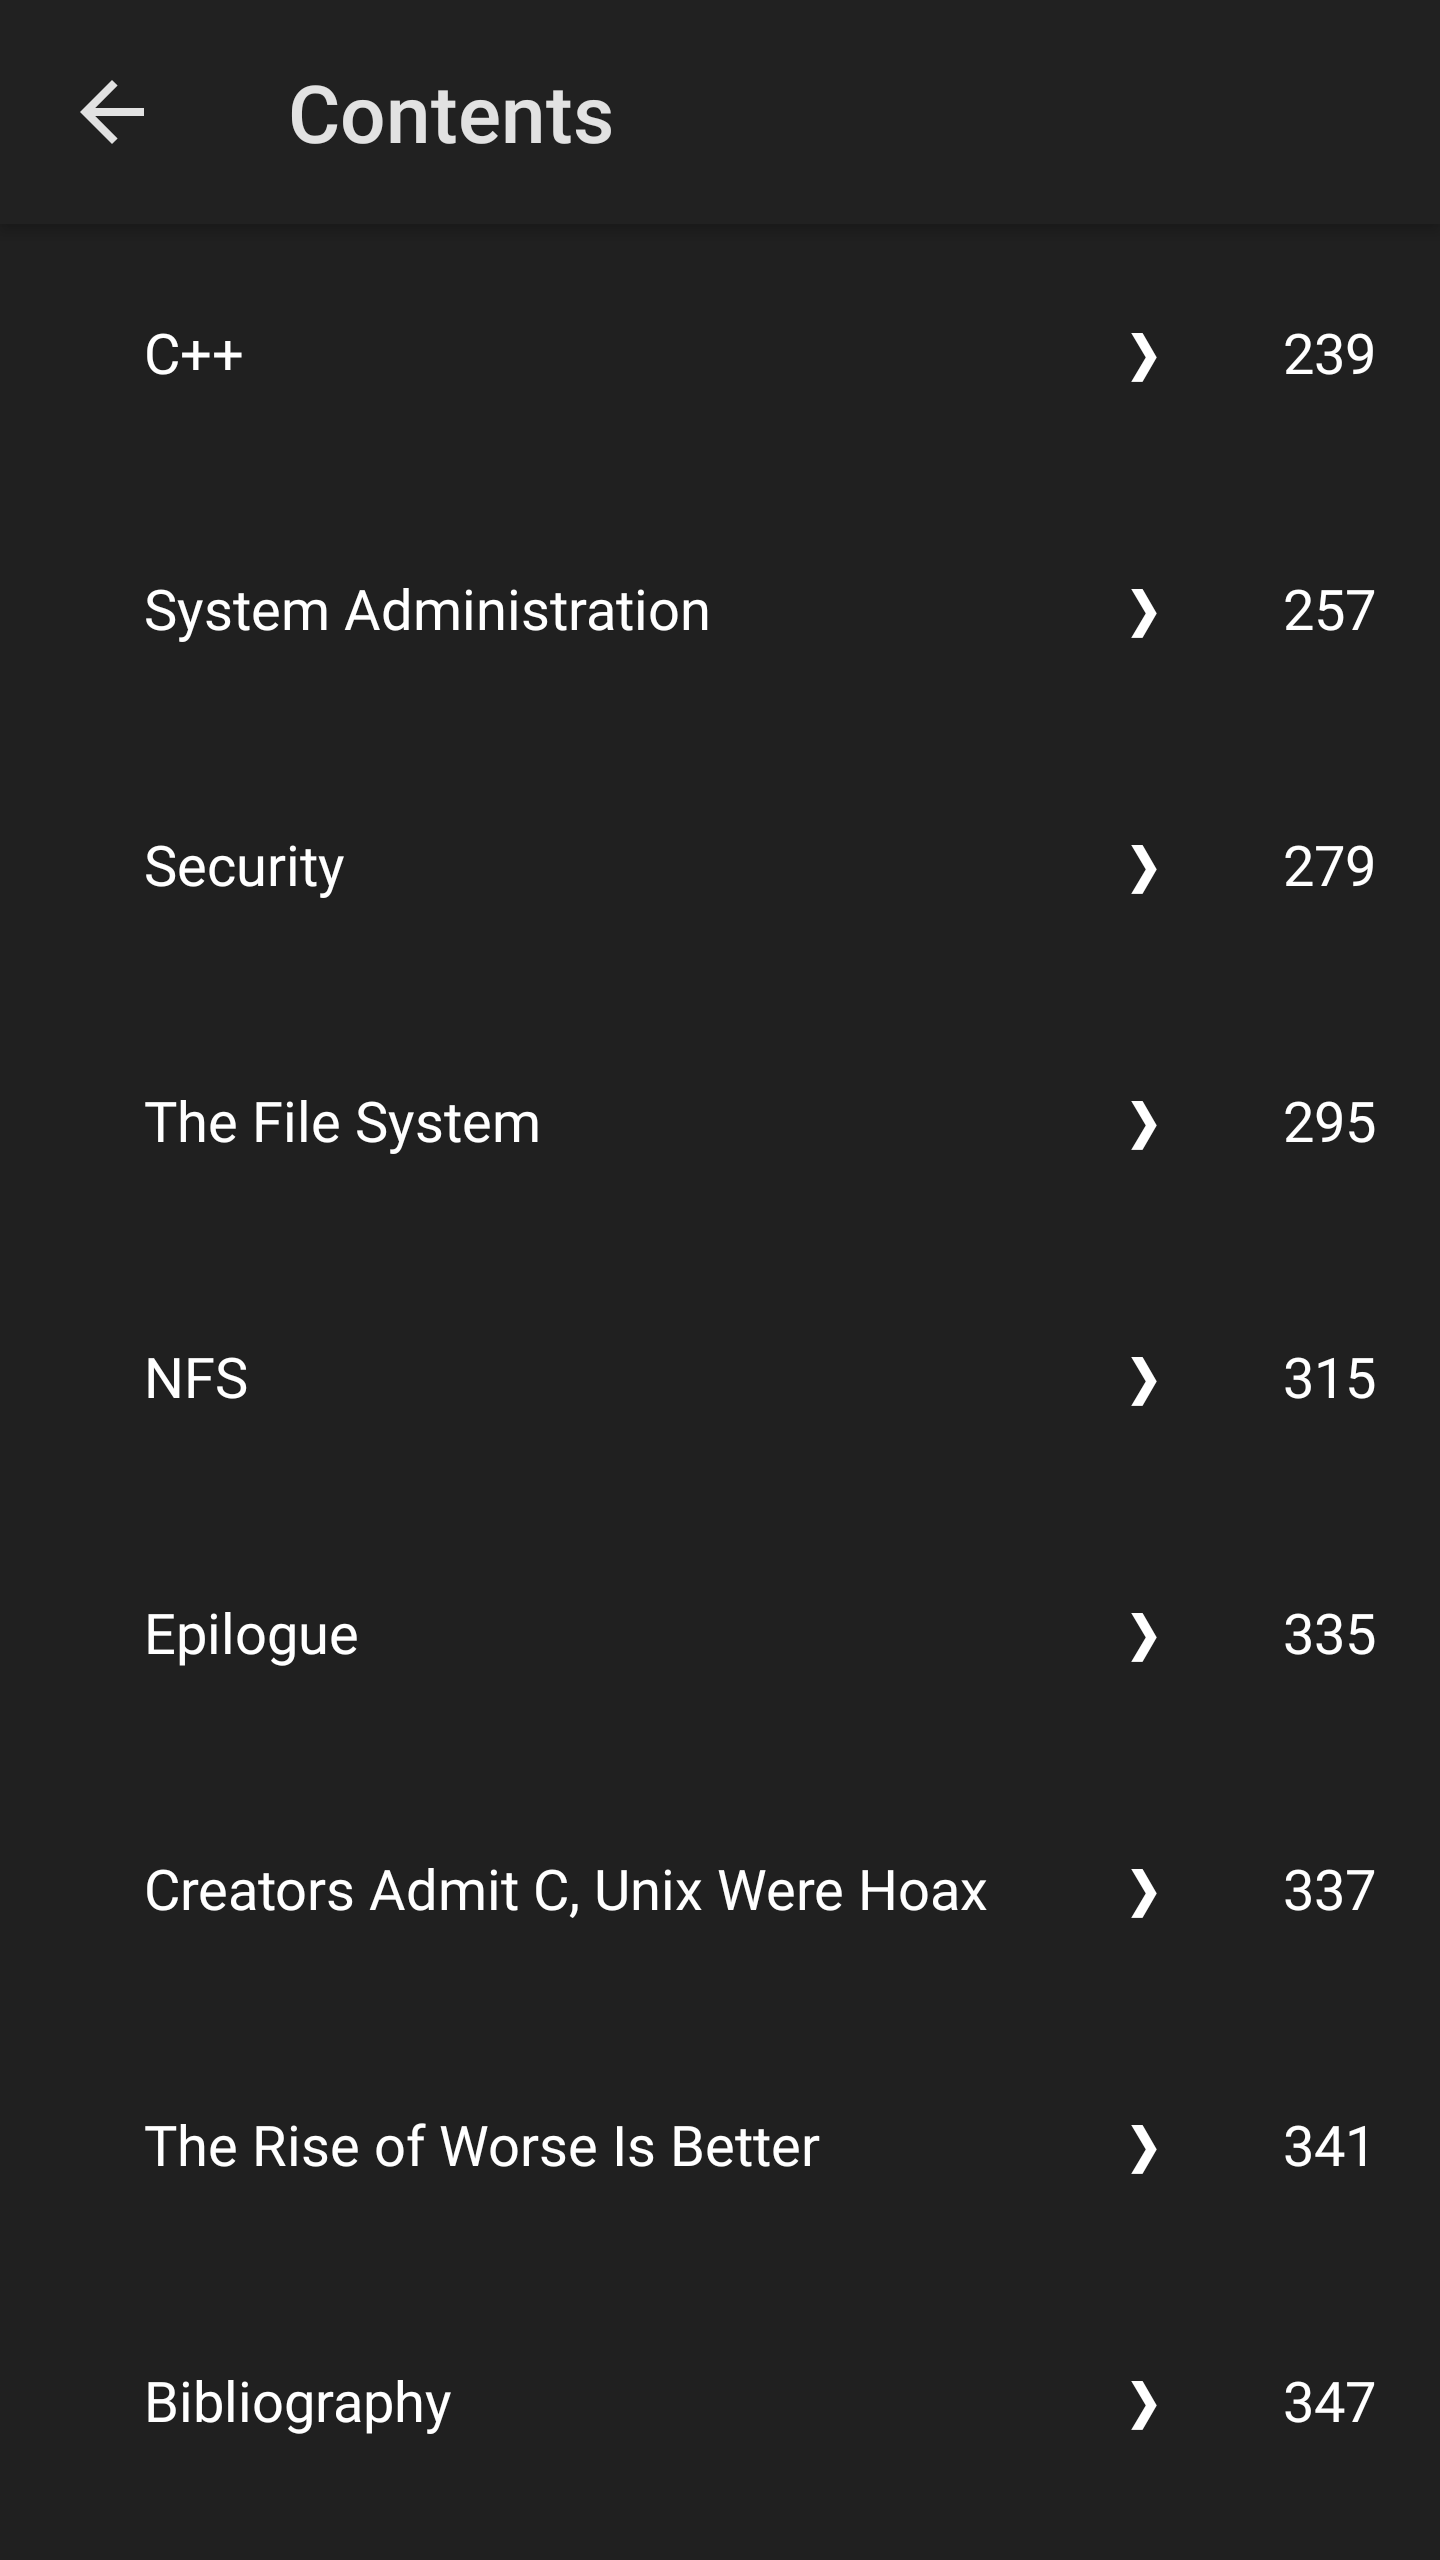 Contents
C++ ❯ 239
System Administration ❯ 257
Security ❯ 279
The File System ❯ 295
NFS ❯ 315
Epilogue ❯ 335
Creators Admit C, Unix Were Hoax ❯ 337
The Rise of Worse Is Better ❯ 341
Bibliography ❯ 347